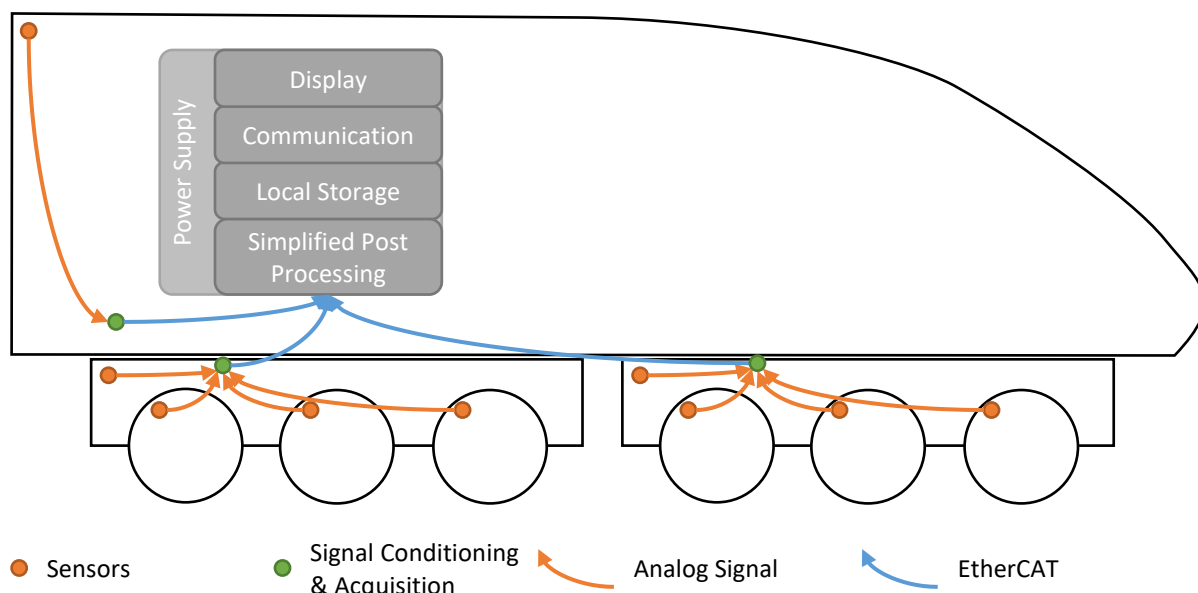 Power Supply
Display
Communication
Local Storage
Simplified Post
Processing
Sensors
Signal Conditioning
& Acquisition
Analog Signal
EtherCAT